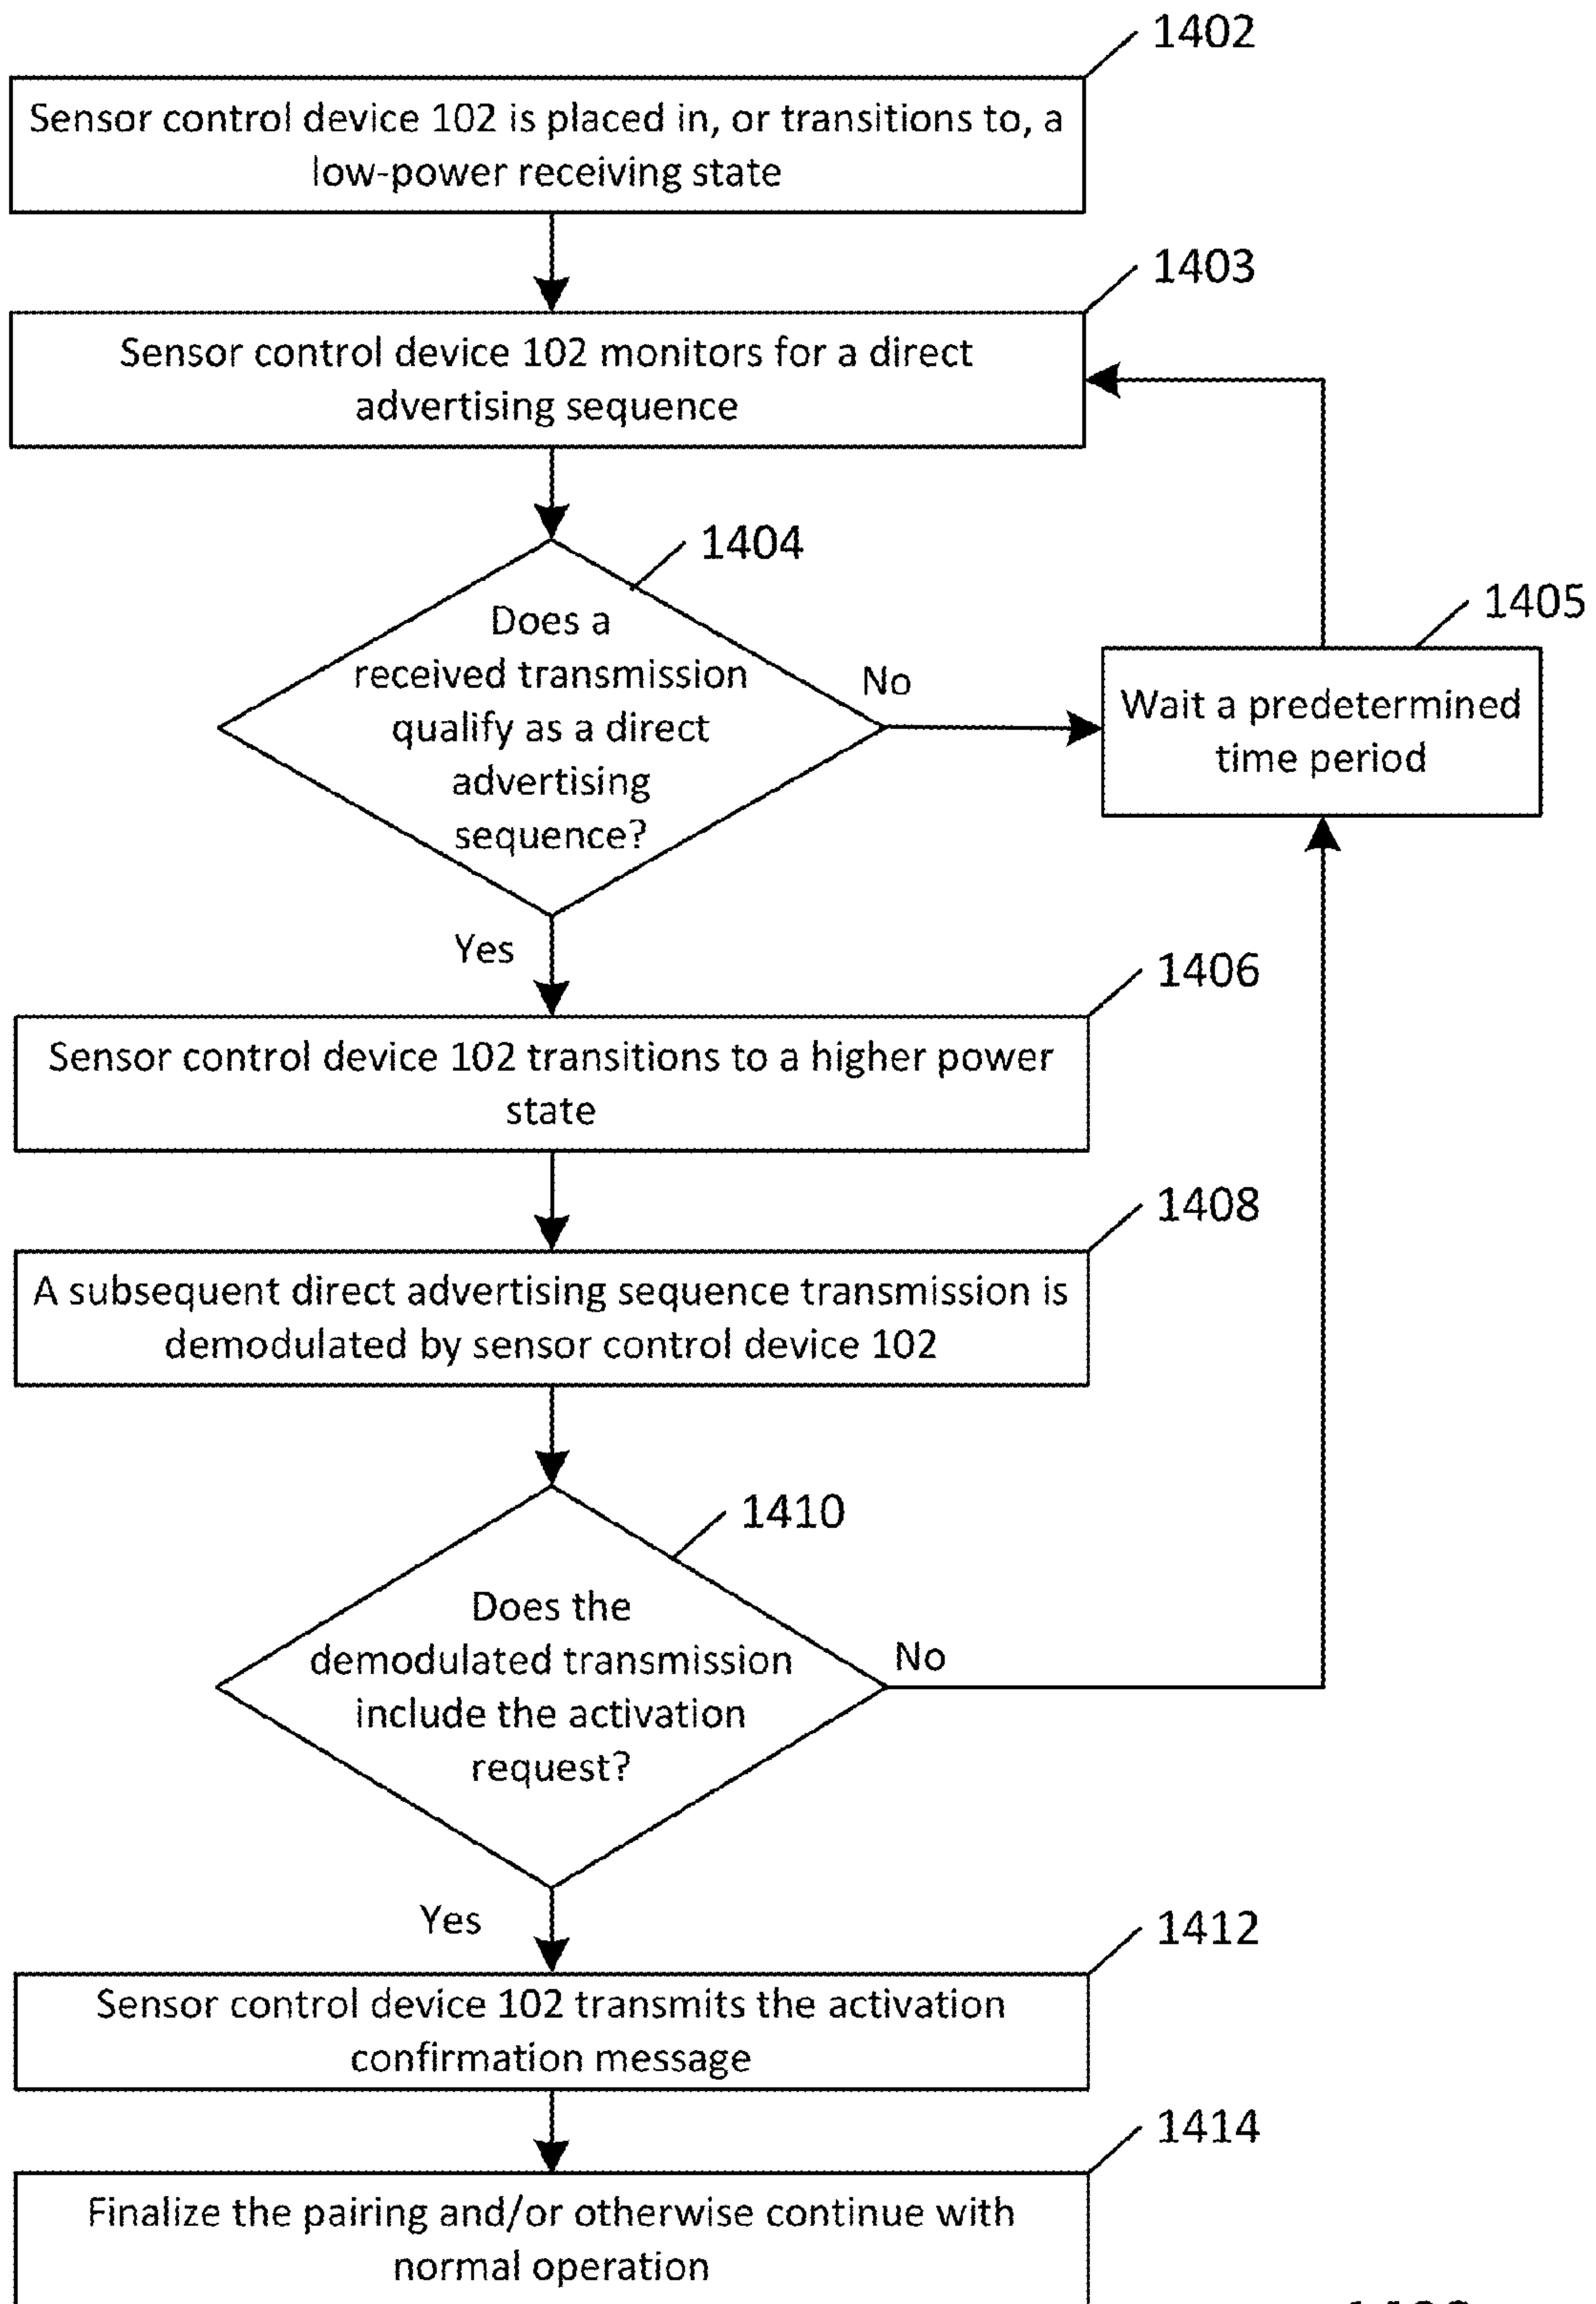 1402
Sensor control device 102 is placed in, or transitions to, a
low-power receiving state
1403
Sensor control device 102 monitors for a direct
advertising sequence
1404
Does a
received transmission
qualify as a direct
advertising
sequence?
No
1405
Wait a predetermined
time period
Yes
1406
Sensor control device 102 transitions to a higher power
state
1408
A subsequent direct advertising sequence transmission is
demodulated by sensor control device 102
1410
Does the
demodulated transmission
include the activation
request?
No
Yes
1412
Sensor control device 102 transmits the activation
confirmation message
1414
Finalize the pairing and/or otherwise continue with
normal operation